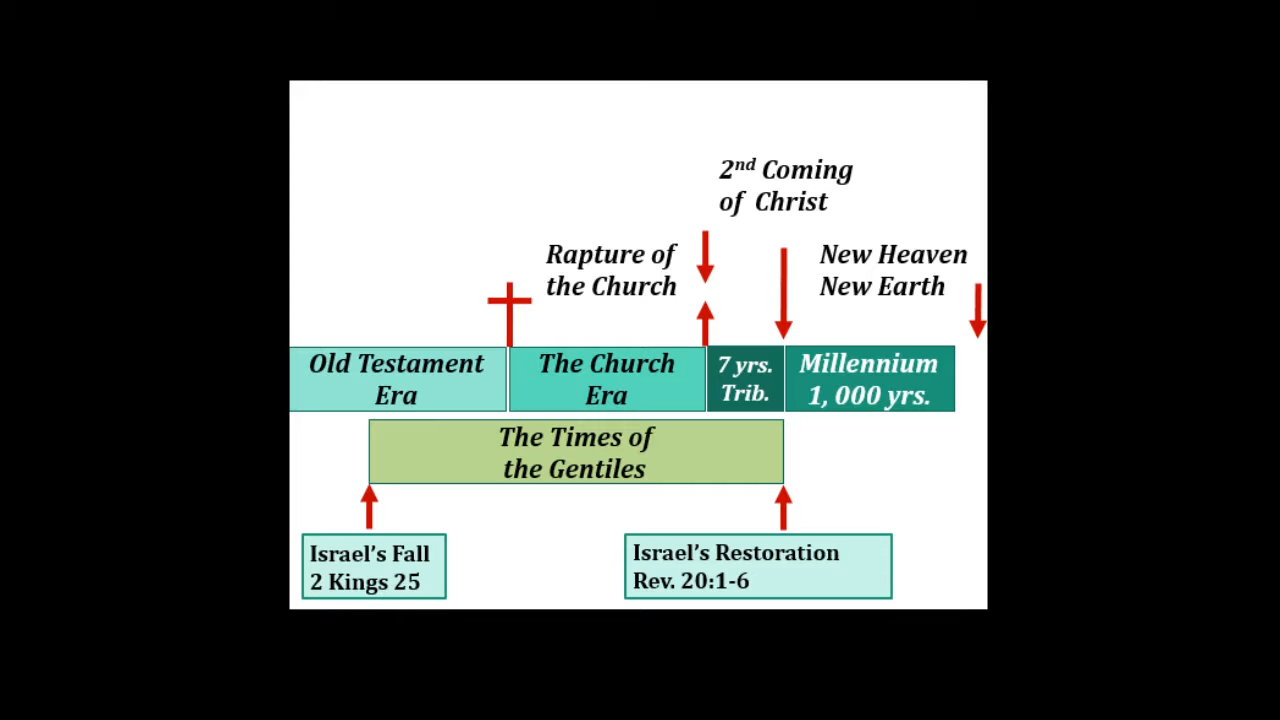 2nd Coming
of Christ
Rapture of
the Church
New Heaven
New Earth
Old Testament
Era
The Church
Era
7 yrs.
Trib.
Millennium
1, 000 yrs.
The Times of
the Gentiles
Israel's Fall
2 Kings 25
Israel's Restoration
Rev. 20:1-6